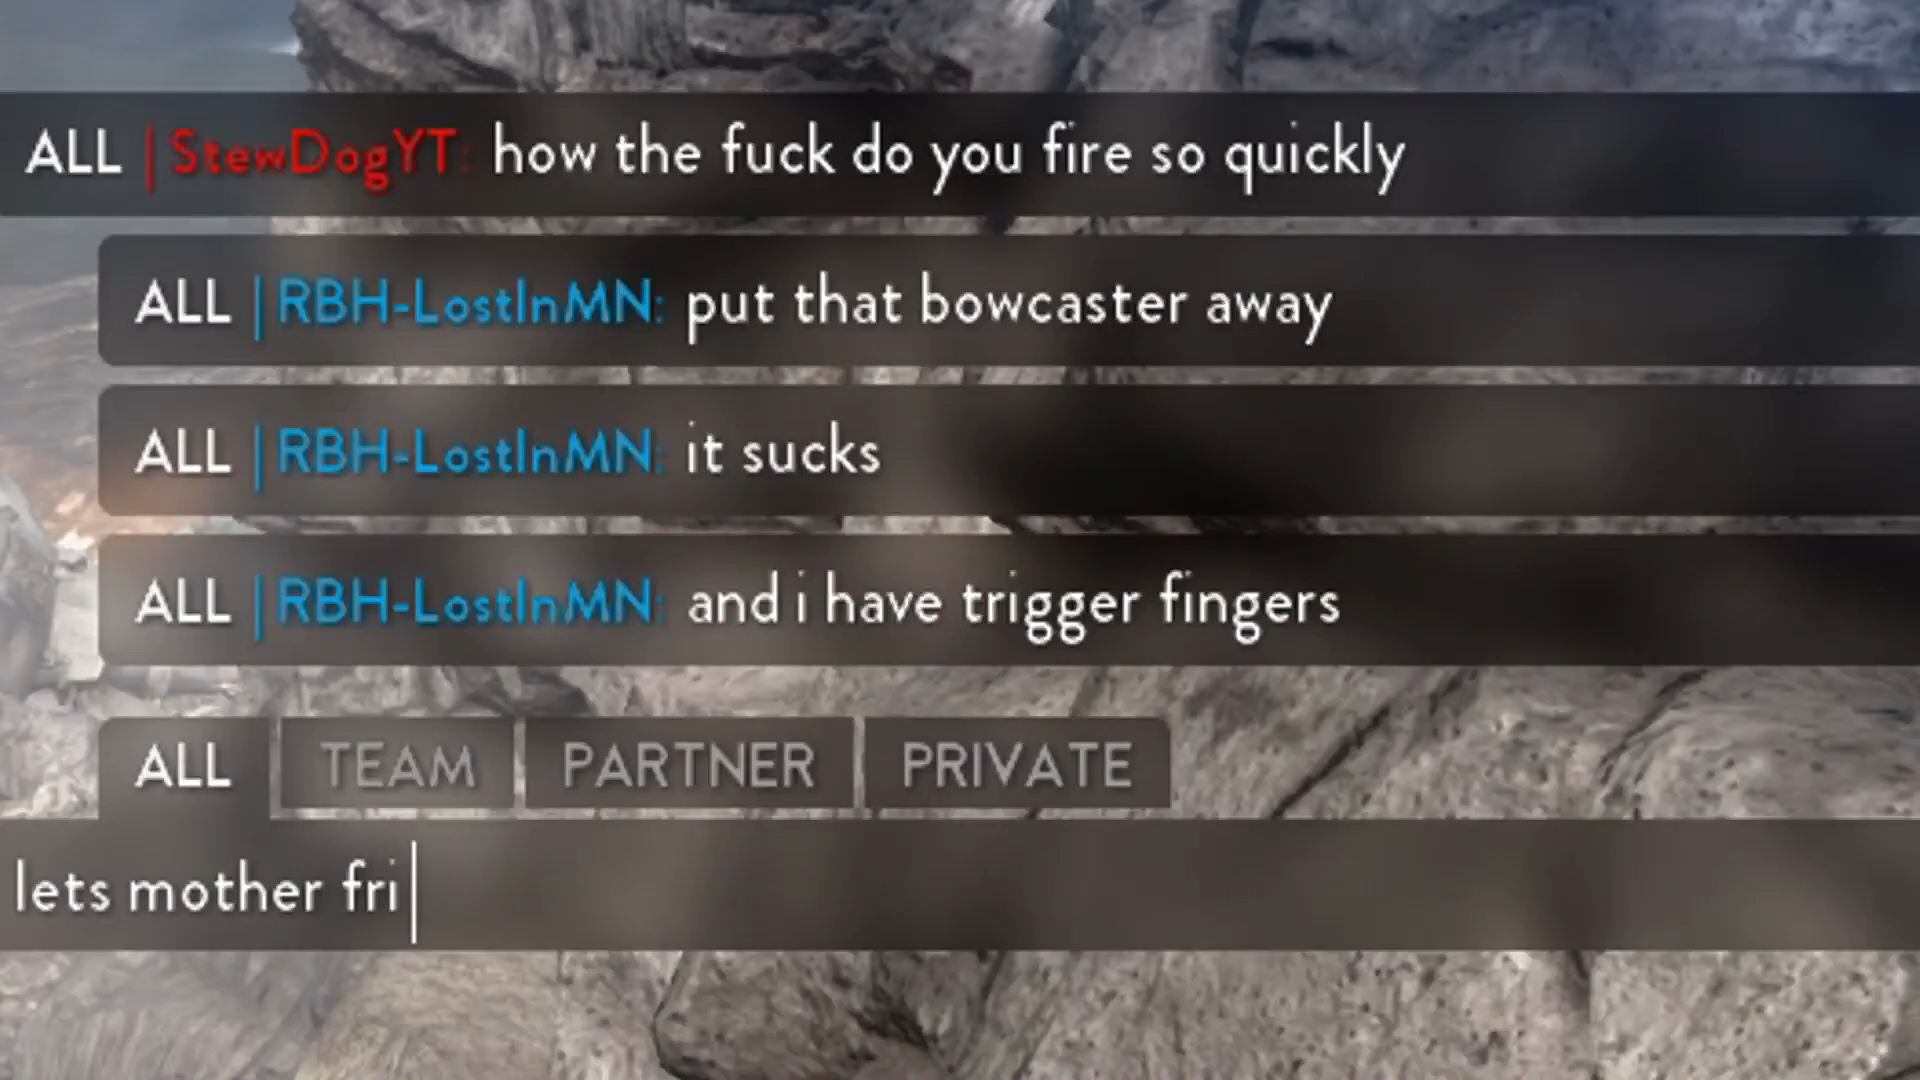 ALL | StewDogYT: how the fuck do you fire so quickly
ALL | RBH-LostInMN: put that bowcaster away
ALL | RBH-LostInMN: it sucks
ALL | RBH-LostInMN: and i have trigger fingers
ALL TEAM PARTNER PRIVATE
lets mother fri